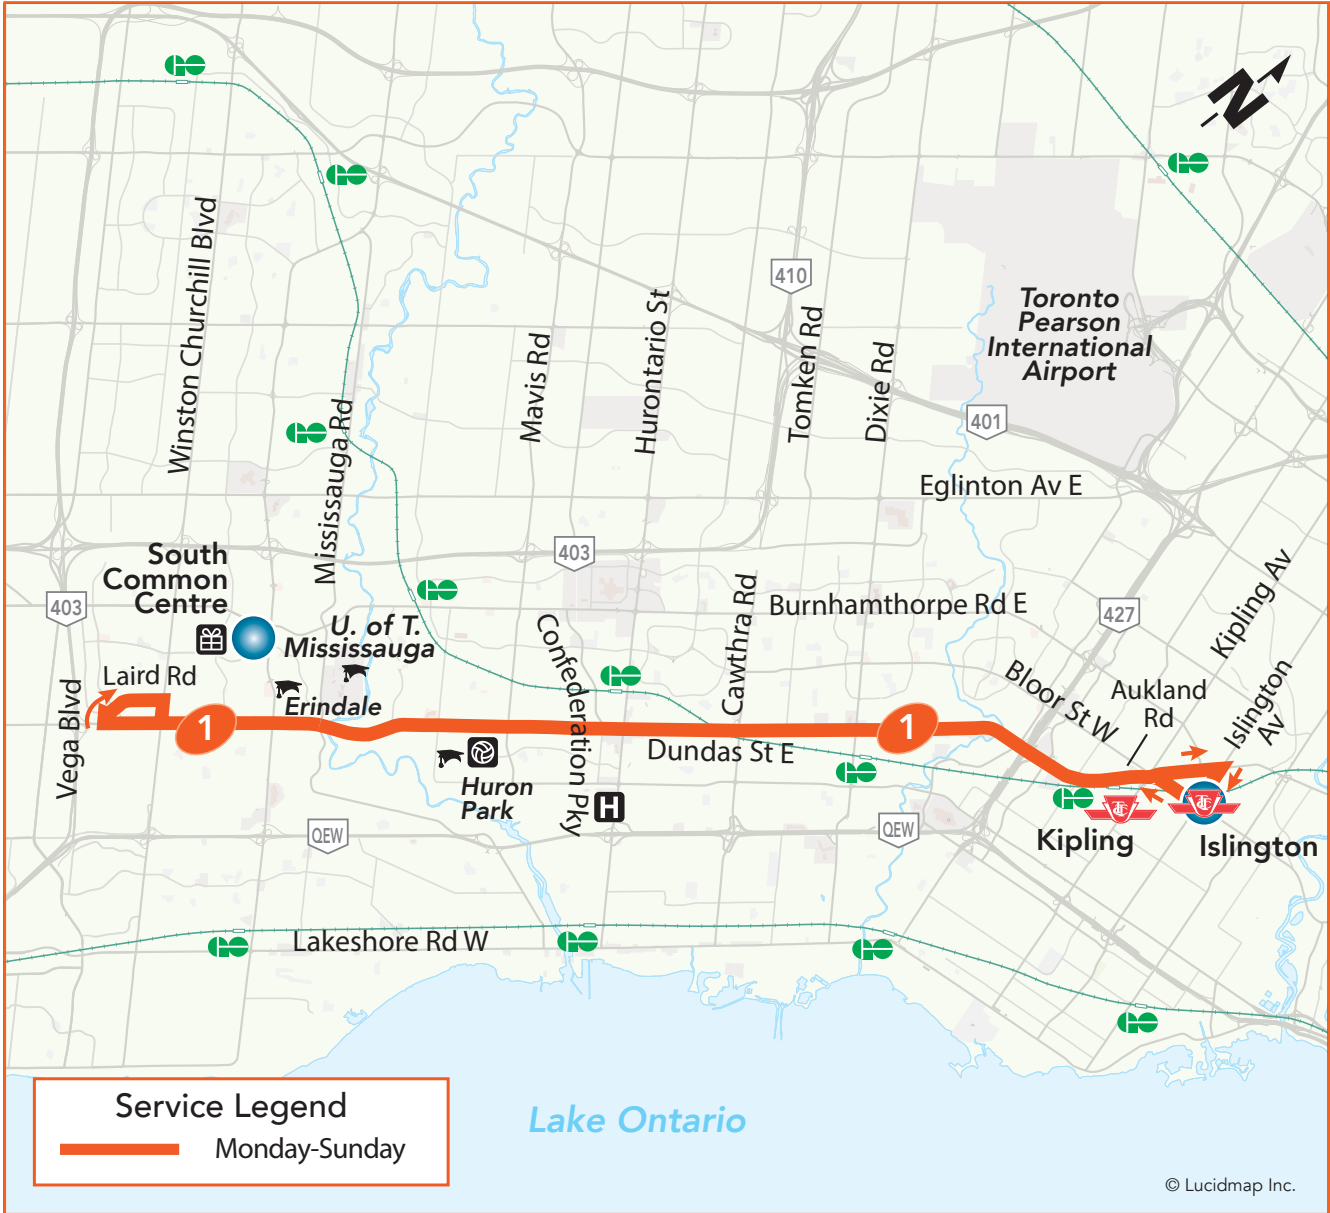 N
Winston Churchill Blvd
410
Toronto
Pearson
International
Airport
Mavis Rd
Hurontario St
Tomken Rd
Dixie Rd
Mississauga Rd
401
Eglinton Av E
South
Common
Centre
403
403
427
Kipling Av
Burnhamthorpe Rd E
U. of T.
Mississauga
Confederation Pky
Cawthra Rd
Bloor St W
Aukland
Rd
Islington
Av
Laird Rd
Erindale
Vega Blvd
1
1
Dundas St E
Huron
Park
H
QEW
QEW
Kipling
Islington
Lakeshore Rd W
Service Legend
Monday-Sunday
Lake Ontario
© Lucidmap Inc.